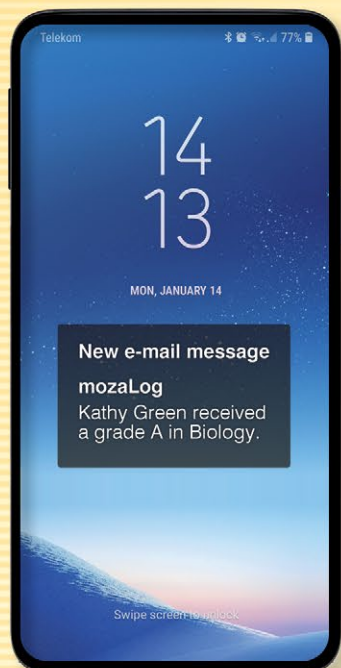 Telekom 77%
14
13
MON, JANUARY 14
New e-mail message
mozaLog
Kathy Green received
a grade A in Biology.
Swipe screen to unlock